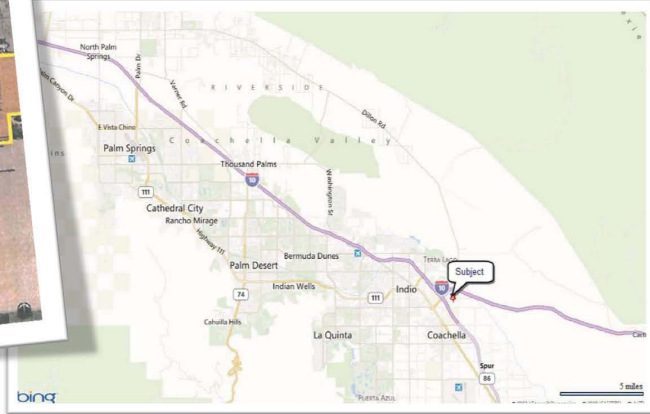 North Palm
Springs
Palm Dr
Varner Rd
RIVERSIDE
Dillon Rd
Canyon Dr
E Vista Chino
Coachella Valley
Palm Springs
Thousand Palms
Washington St
10
111
Cathedral City
Rancho Mirage
Highway 111
Bermuda Dunes
Palm Desert
Subject
10
Indian Wells
Indio
74
111
Cahuilla Hills
La Quinta
Coachella
Spur
86
5 miles
bing